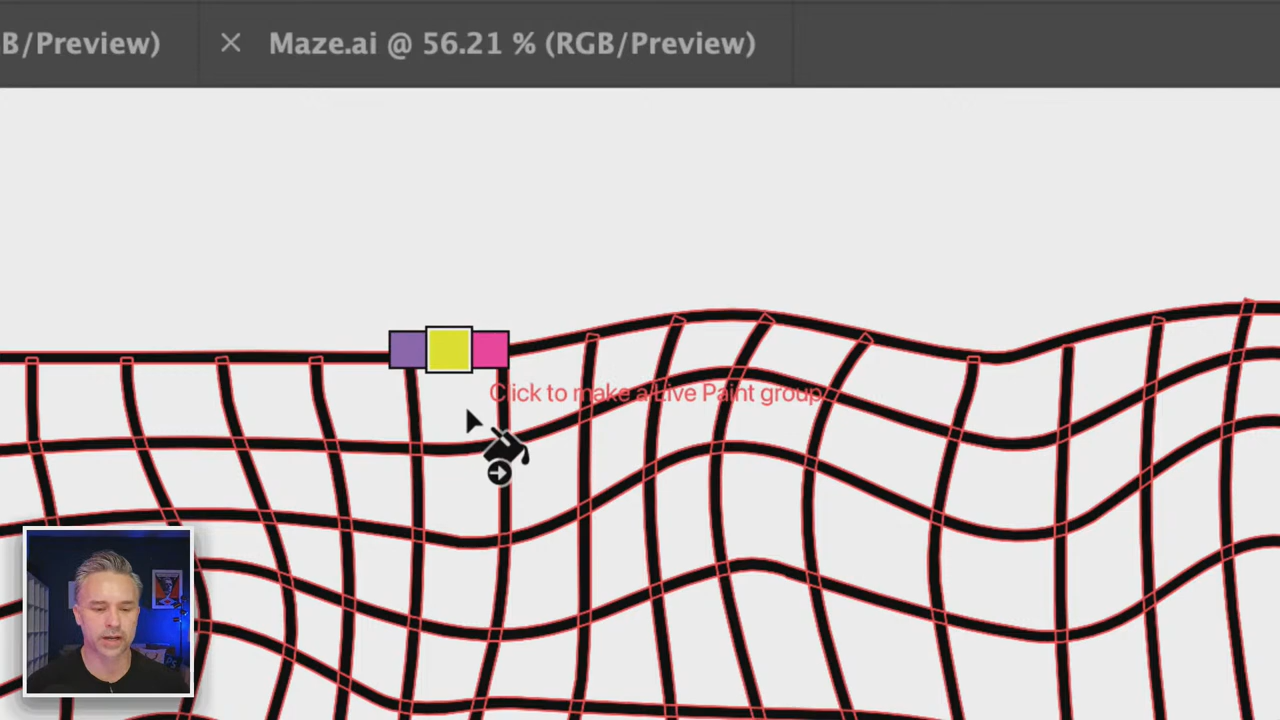 B/Preview)
× Maze.ai @ 56.21 % (RGB/Preview)
Click to make a Live Paint group